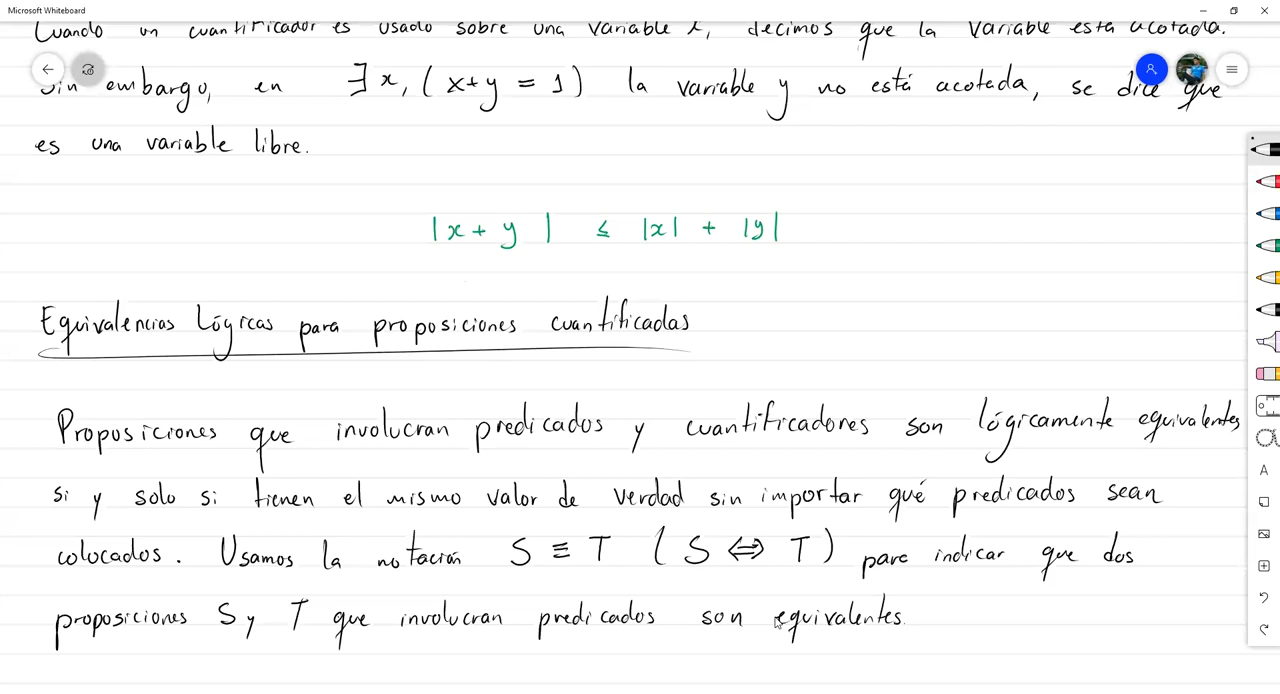 Microsoft Whiteboard
Cuando un cuantificador es usado sobre una variable x, decimos que la variable está acotada.
Sin embargo, en ∃x, (x+y = 1) la variable y no está acotada, se dice que
es una variable libre.
|x + y| ≤ |x| + |y|
Equivalencias Lógicas para proposiciones cuantificadas
Proposiciones que involucran predicados y cuantificadores son lógicamente equivalentes
si y solo si tienen el mismo valor de verdad sin importar qué predicados sean
colocados. Usamos la notación S ≡ T (S ⇔ T) para indicar que dos
proposiciones S y T que involucran predicados son equivalentes.